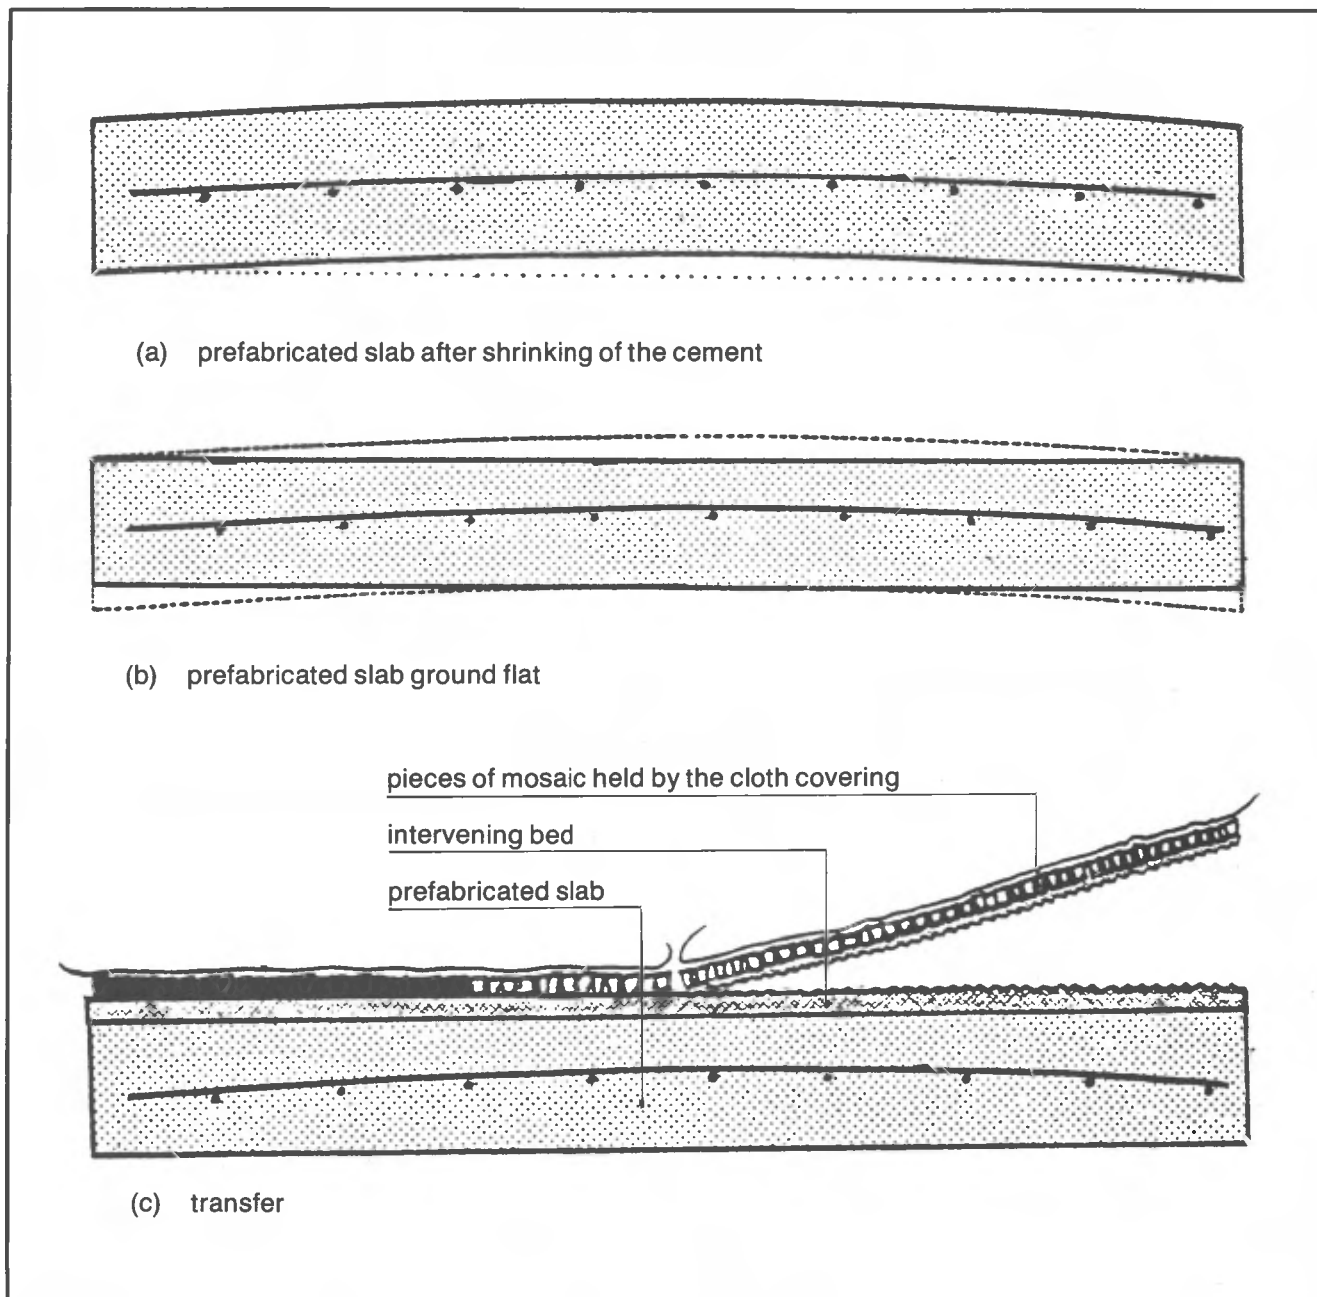 (a) prefabricated slab after shrinking of the cement
(b) prefabricated slab ground flat
pieces of mosaic held by the cloth covering
intervening bed
prefabricated slab
(c) transfer